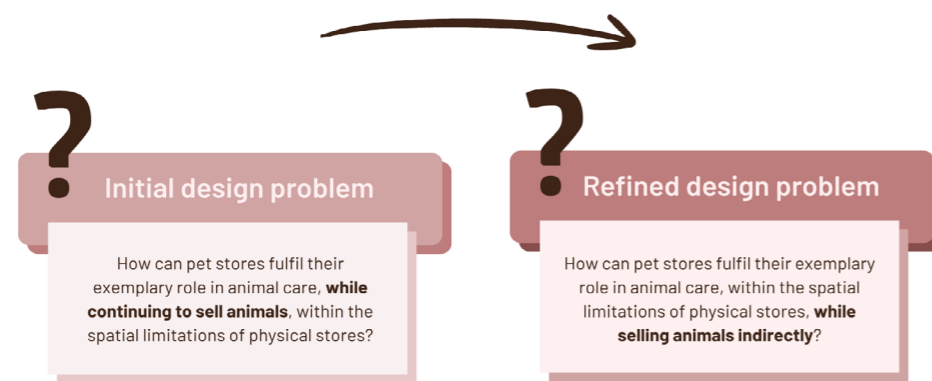 ?
Initial design problem
How can pet stores fulfil their
exemplary role in animal care, while
continuing to sell animals, within the
spatial limitations of physical stores?
?
Refined design problem
How can pet stores fulfil their exemplary
role in animal care, within the spatial
limitations of physical stores, while
selling animals indirectly?